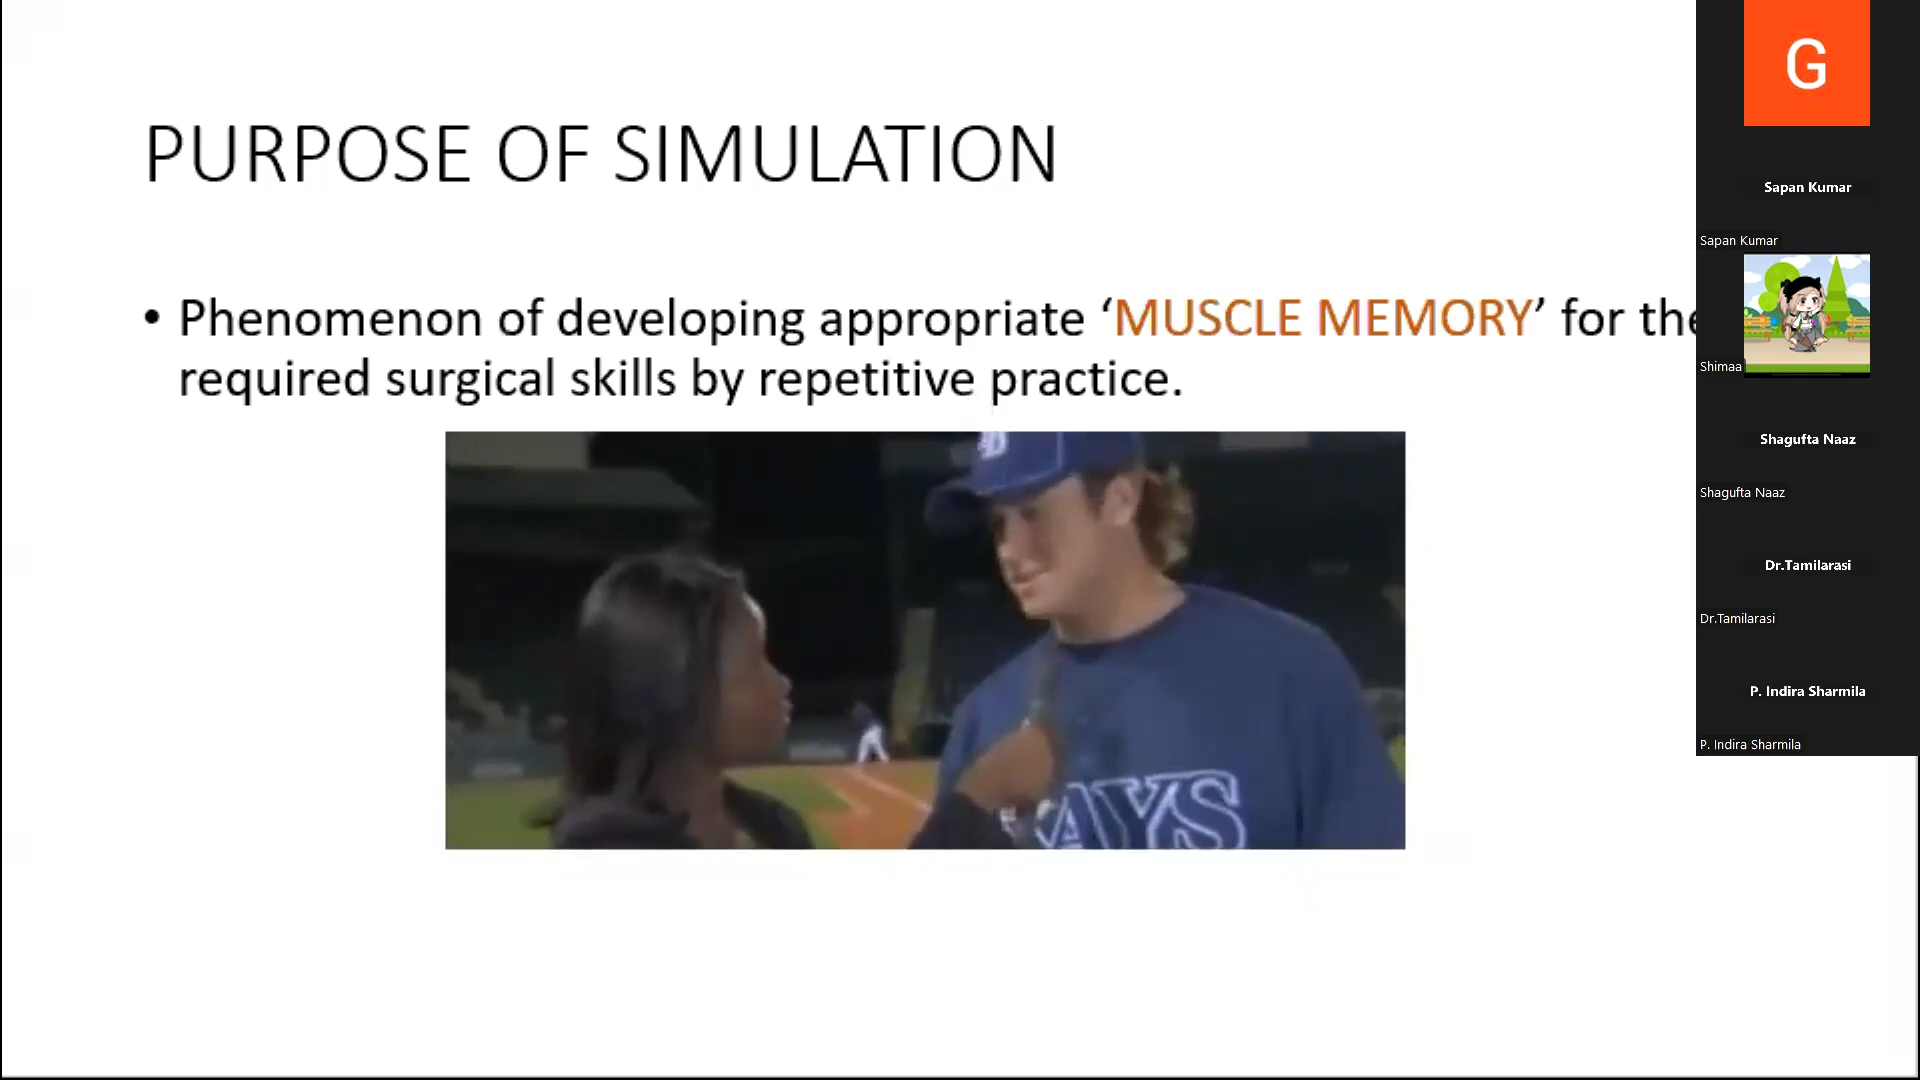 PURPOSE OF SIMULATION
• Phenomenon of developing appropriate ‘MUSCLE MEMORY’ for the
required surgical skills by repetitive practice.
AYS
G
Sapan Kumar
Sapan Kumar
Shimaa
Shagufta Naaz
Shagufta Naaz
Dr.Tamilarasi
Dr.Tamilarasi
P. Indira Sharmila
P. Indira Sharmila